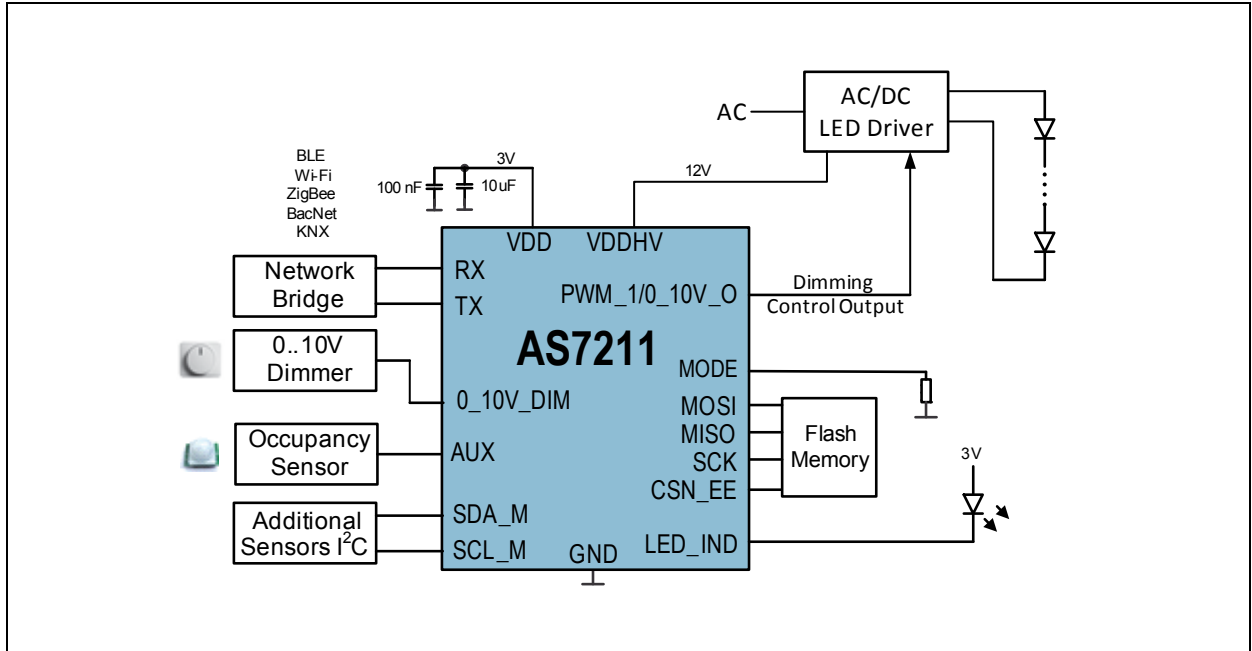 AC
AC/DC
LED Driver
BLE
Wi-Fi
ZigBee
BacNet
KNX
3V
100 nF
10uF
12V
VDD
VDDHV
Network
Bridge
RX
TX
PWM_1/0_10V_O
Dimming
Control Output
AS7211
0..10V
Dimmer
0_10V_DIM
MODE
Occupancy
Sensor
AUX
MOSI
MISO
SCK
CSN_EE
Flash
Memory
3V
Additional
Sensors I²C
SDA_M
SCL_M
GND
LED_IND